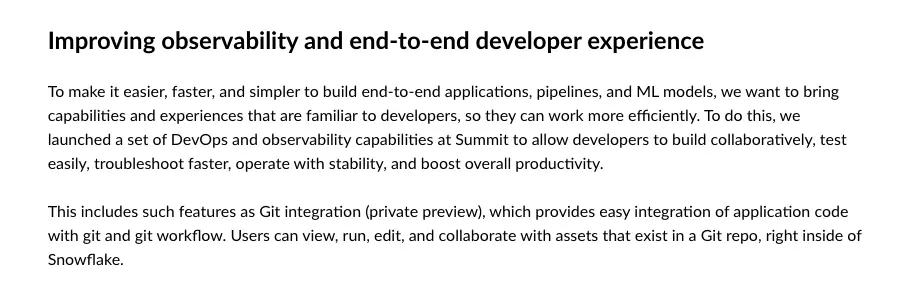 Improving observability and end-to-end developer experience
To make it easier, faster, and simpler to build end-to-end applications, pipelines, and ML models, we want to bring
capabilities and experiences that are familiar to developers, so they can work more efficiently. To do this, we
launched a set of DevOps and observability capabilities at Summit to allow developers to build collaboratively, test
easily, troubleshoot faster, operate with stability, and boost overall productivity.
This includes such features as Git integration (private preview), which provides easy integration of application code
with git and git workflow. Users can view, run, edit, and collaborate with assets that exist in a Git repo, right inside of
Snowflake.